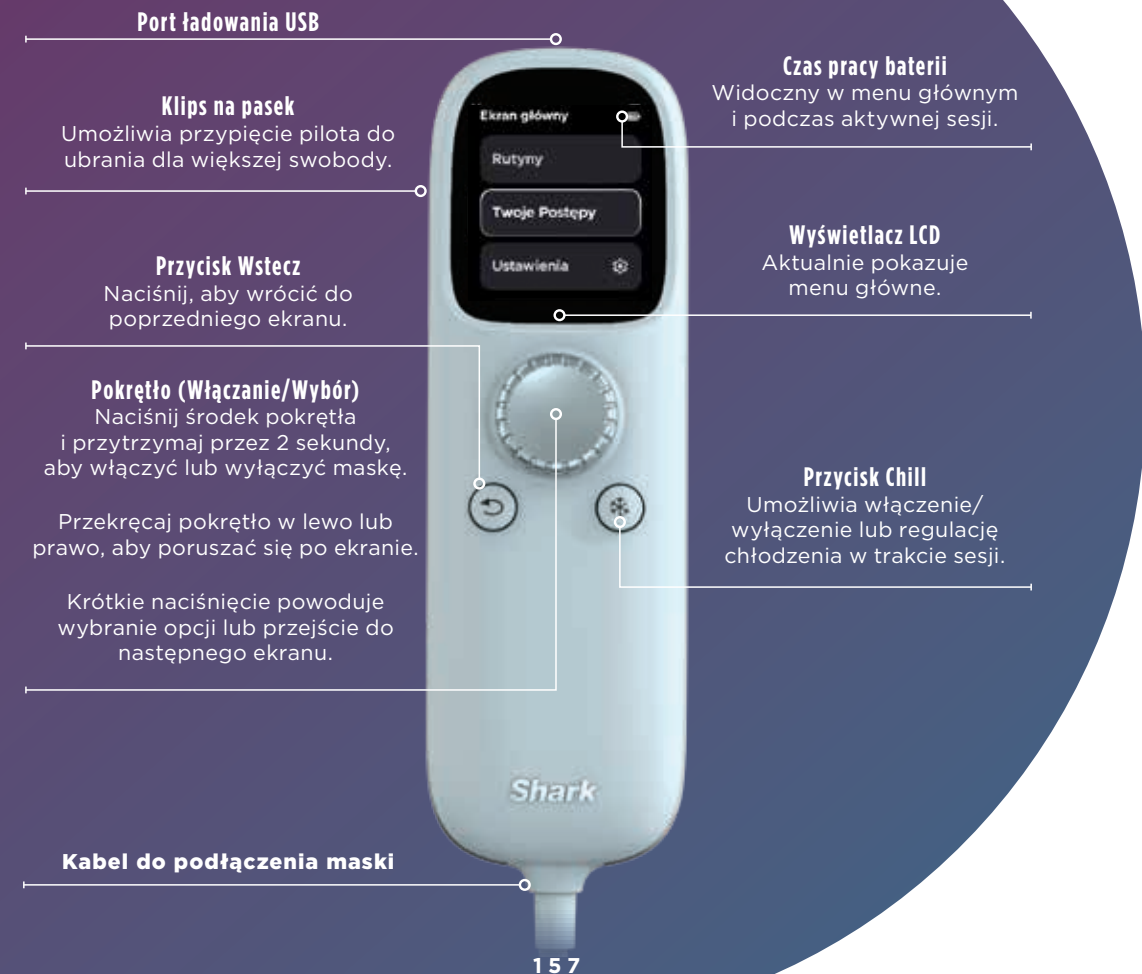 Port ładowania USB
Klips na pasek
Umożliwia przypięcie pilota do
ubrania dla większej swobody.
Przycisk Wstecz
Naciśnij, aby wrócić do
poprzedniego ekranu.
Pokrętło (Włączanie/Wybór)
Naciśnij środek pokrętła
i przytrzymaj przez 2 sekundy,
aby włączyć lub wyłączyć maskę.
Przekręcaj pokrętło w lewo lub
prawo, aby poruszać się po ekranie.
Krótkie naciśnięcie powoduje
wybranie opcji lub przejście do
następnego ekranu.
Kabel do podłączenia maski
Ekran główny
Rutyny
Twoje Postępy
Ustawienia
Shark
Czas pracy baterii
Widoczny w menu głównym
i podczas aktywnej sesji.
Wyświetlacz LCD
Aktualnie pokazuje
menu główne.
Przycisk Chill
Umożliwia włączenie/
wyłączenie lub regulację
chłodzenia w trakcie sesji.
157